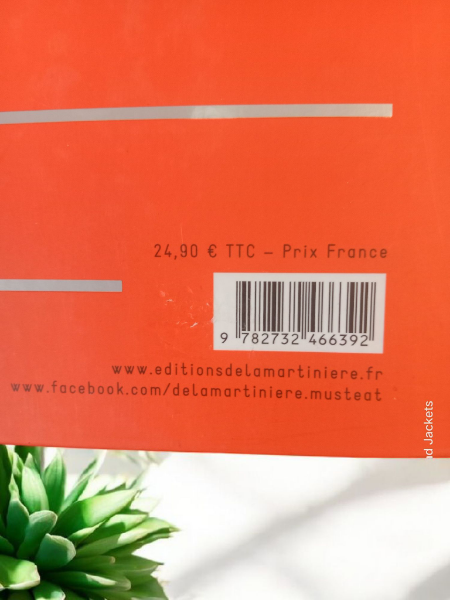 24,90 € TTC – Prix France
9 782732 466392
www.editionsdelamartiniere.fr
www.facebook.com/delamartiniere.musteat
Jackets